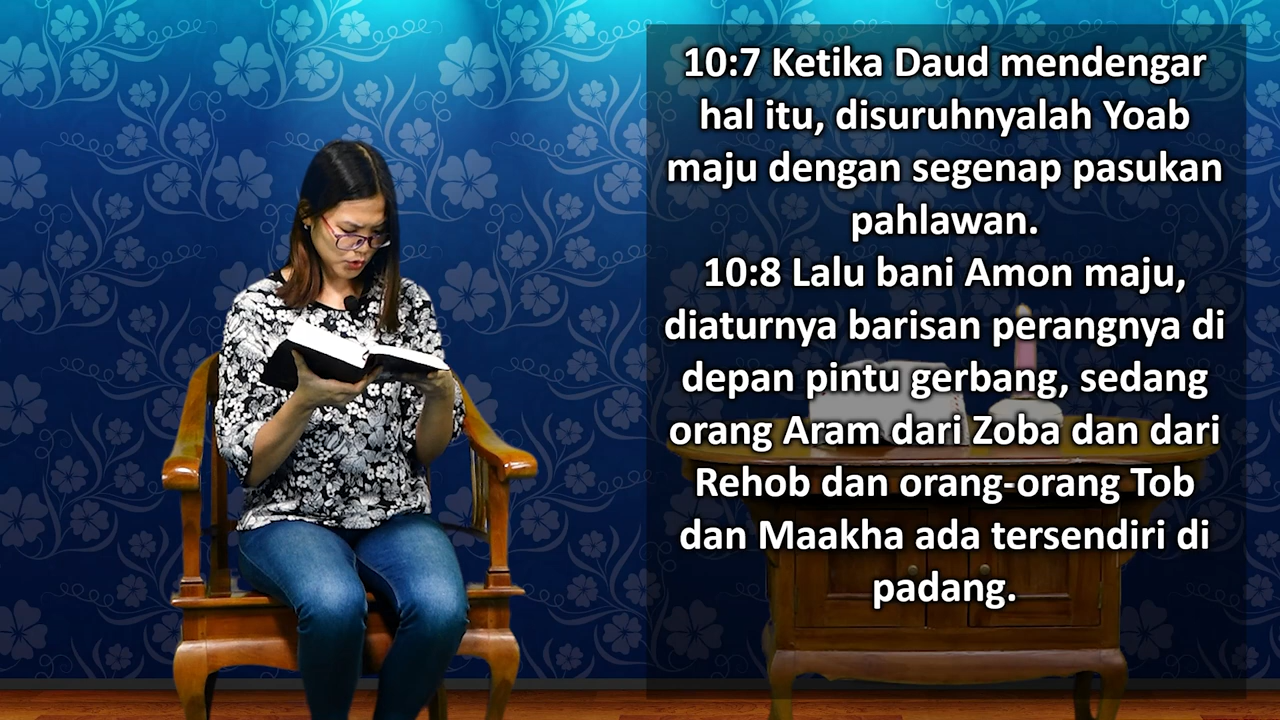 10:7 Ketika Daud mendengar
hal itu, disuruhnyalah Yoab
maju dengan segenap pasukan
pahlawan.
10:8 Lalu bani Amon maju,
diaturnya barisan perangnya di
depan pintu gerbang, sedang
orang Aram dari Zoba dan dari
Rehob dan orang-orang Tob
dan Maakha ada tersendiri di
padang.